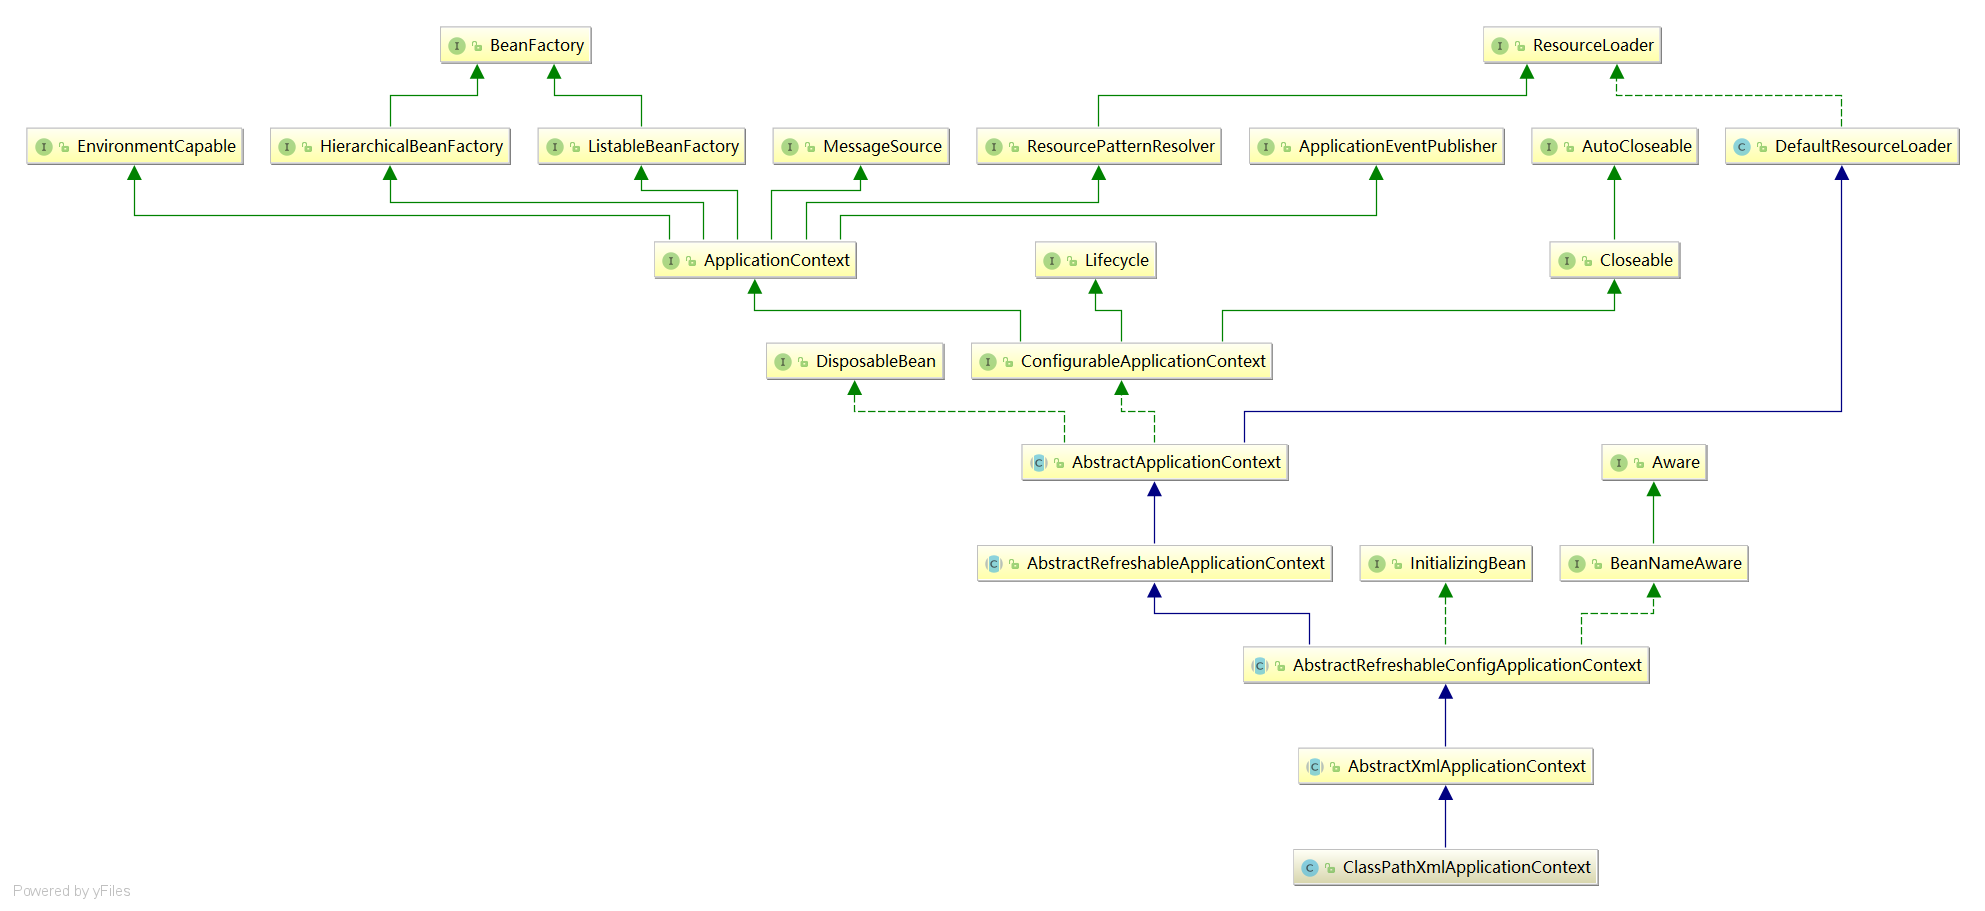 BeanFactory
ResourceLoader
EnvironmentCapable
HierarchicalBeanFactory
ListableBeanFactory
MessageSource
ResourcePatternResolver
ApplicationEventPublisher
AutoCloseable
DefaultResourceLoader
ApplicationContext
Lifecycle
Closeable
DisposableBean
ConfigurableApplicationContext
AbstractApplicationContext
Aware
AbstractRefreshableApplicationContext
InitializingBean
BeanNameAware
AbstractRefreshableConfigApplicationContext
AbstractXmlApplicationContext
ClassPathXmlApplicationContext
Powered by yFiles